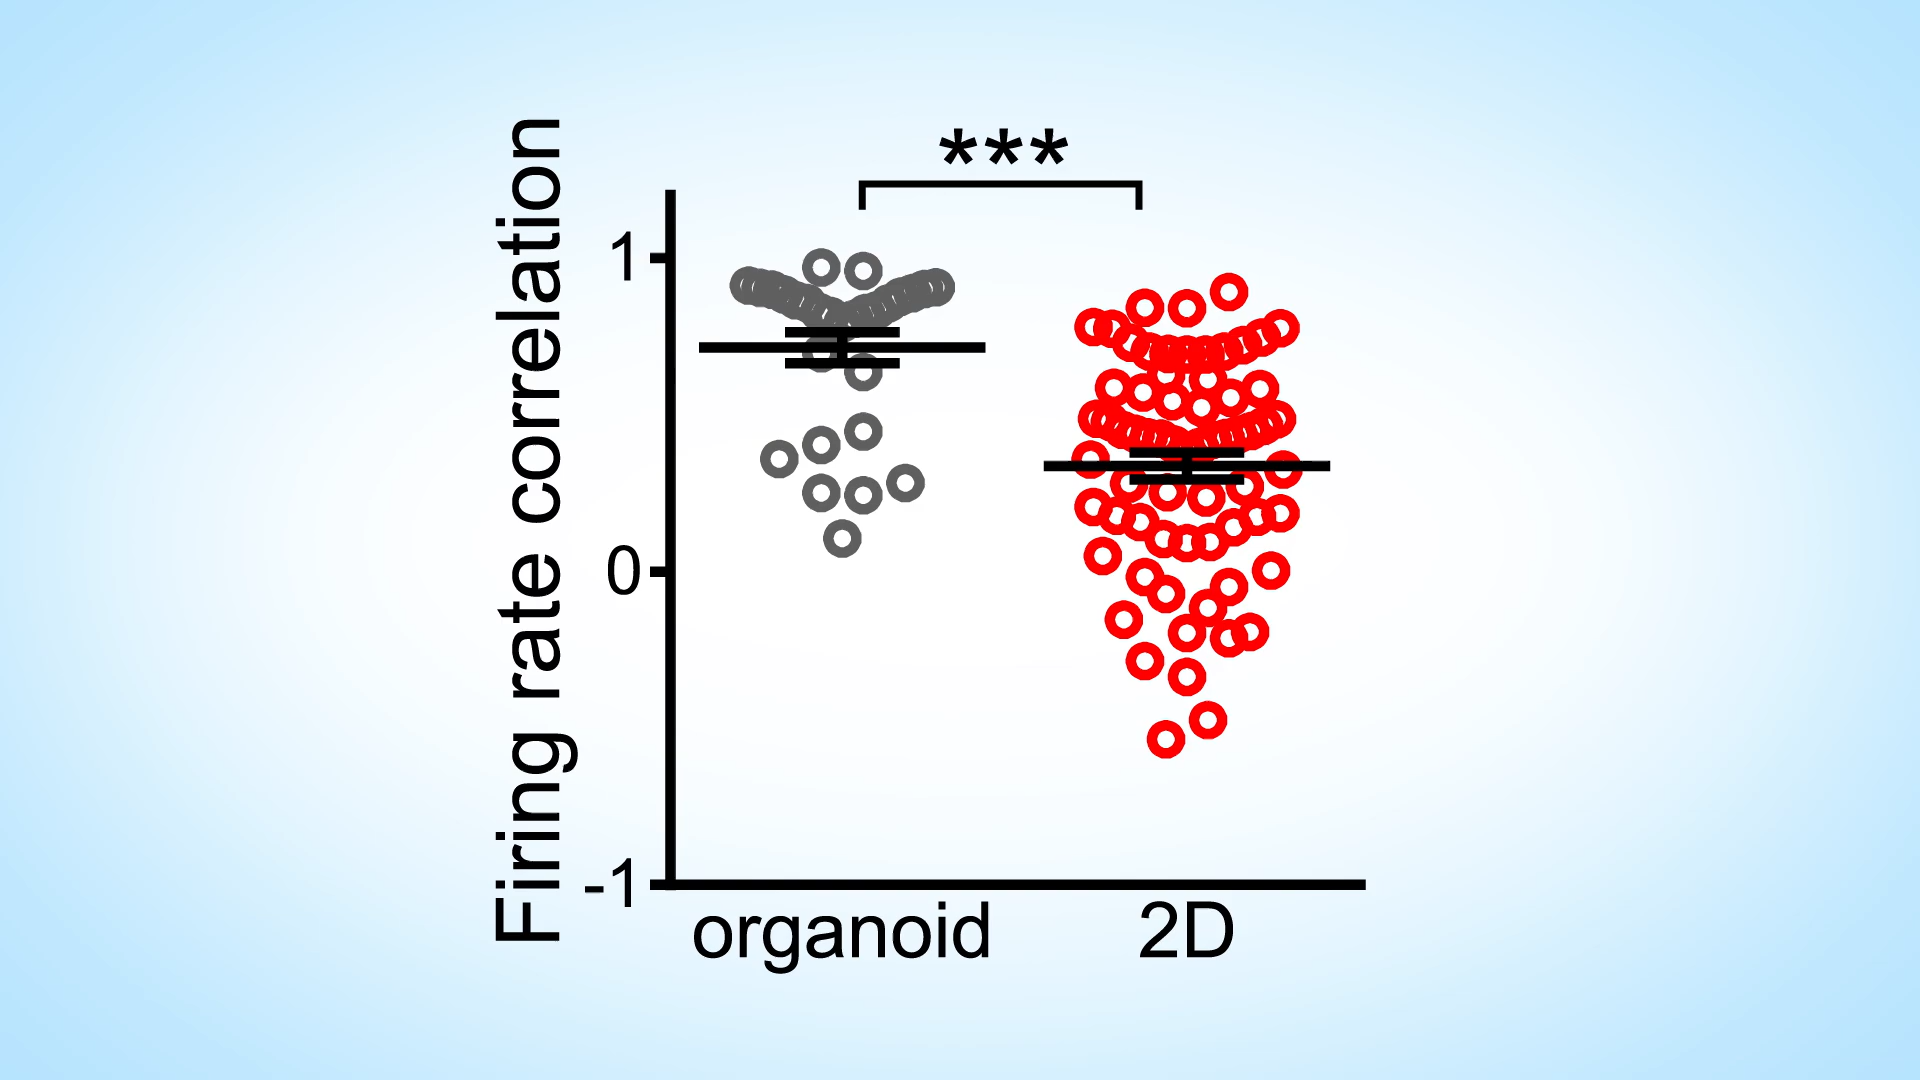 ***
Firing rate correlation
1
0
-1
organoid
2D